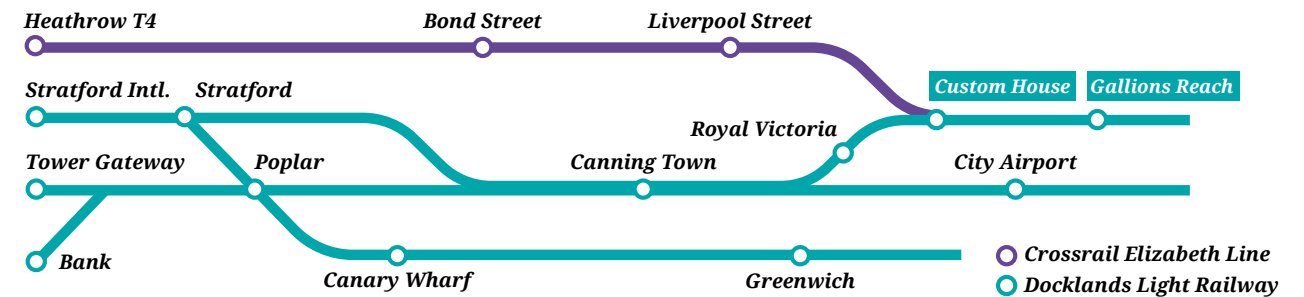 Heathrow T4
Bond Street
Liverpool Street
Stratford Intl.
Stratford
Custom House
Gallions Reach
Royal Victoria
Tower Gateway
Poplar
Canning Town
City Airport
Bank
Canary Wharf
Greenwich
Crossrail Elizabeth Line
Docklands Light Railway